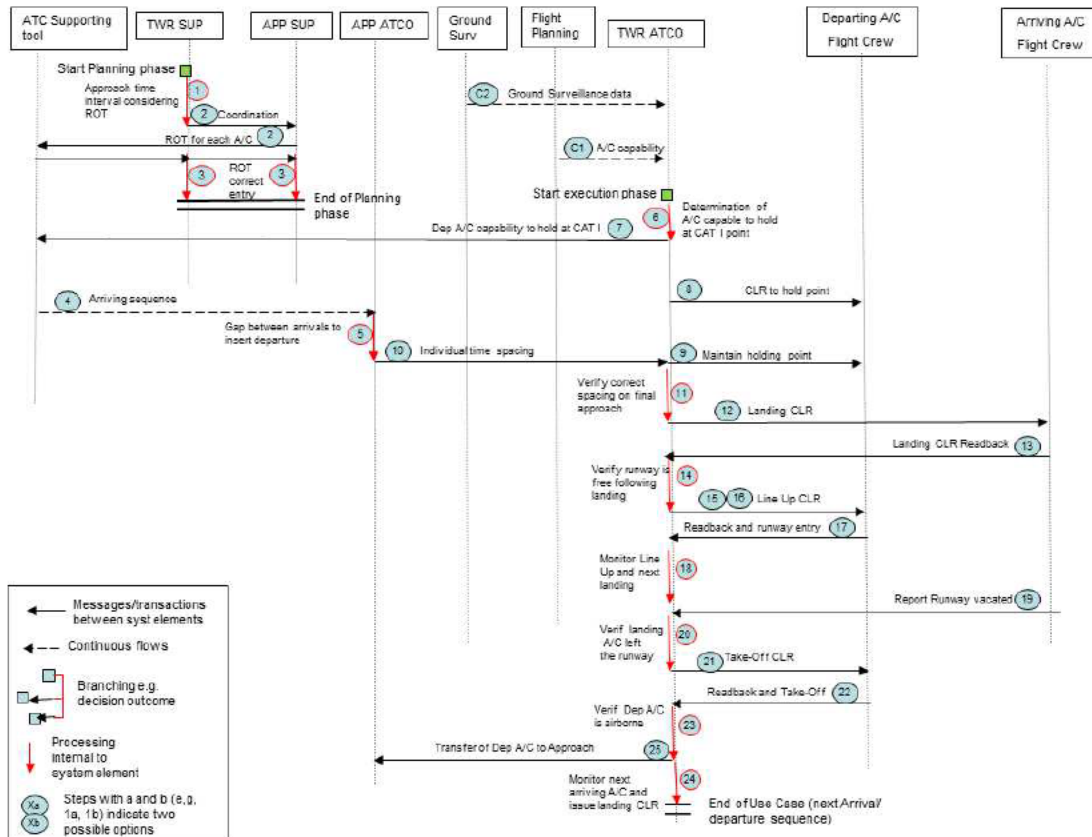 ATC Supporting
tool
TWR SUP
APP SUP
APP ATCO
Ground
Surv
Flight
Planning
TWR ATCO
Departing A/C
Flight Crew
Arriving A/C
Flight Crew
Start Planning phase
Approach time
interval considering
ROT
1
2
Coordination
ROT for each A/C
2
3
ROT
correct
entry
3
End of Planning
phase
C2
Ground Surveillance data
C1
A/C capability
Start execution phase
6
Determination of
A/C capable to hold
at CAT I point
Dep A/C capability to hold at CAT I
7
8
CLR to hold point
4
Arriving sequence
Gap between arrivals to
insert departure
5
10
Individual time spacing
9
Maintain holding point
Verify correct
spacing on final
approach
11
12
Landing CLR
Landing CLR Readback
13
Verify runway is
free following
landing
14
15
16
Line Up CLR
Readback and runway entry
17
Monitor Line
Up and next
landing
18
Report Runway vacated
19
Verif landing
A/C left
the runway
20
21
Take-Off CLR
Readback and Take-Off
22
Verif Dep A/C
is airborne
23
Transfer of Dep A/C to Approach
25
Monitor next
arriving A/C and
issue landing CLR
24
End of Use Case (next Arrival/
departure sequence)
Messages/transactions
between syst elements
Continuous flows
Branching e.g.
decision outcome
Processing
internal to
system element
Xa
Xb
Steps with a and b (e,g,
1a, 1b) indicate two
possible options